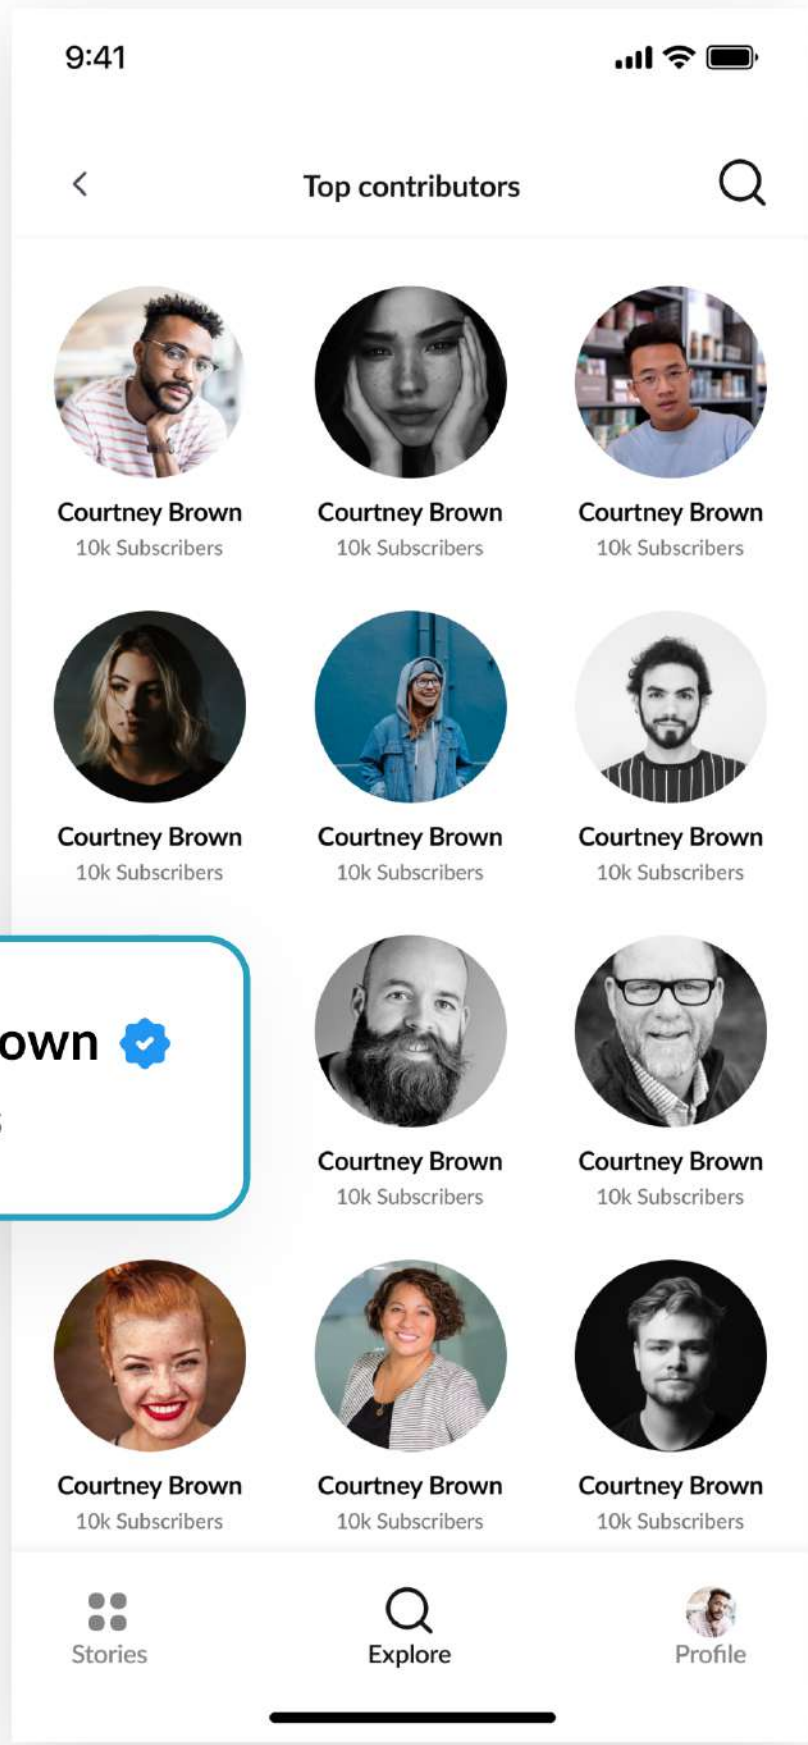 9:41
Top contributors
Courtney Brown Courtney Brown Courtney Brown
10k Subscribers 10k Subscribers 10k Subscribers
Courtney Brown Courtney Brown Courtney Brown
10k Subscribers 10k Subscribers 10k Subscribers
own
s
Courtney Brown Courtney Brown
10k Subscribers 10k Subscribers
Courtney Brown Courtney Brown Courtney Brown
10k Subscribers 10k Subscribers 10k Subscribers
Stories Explore Profile